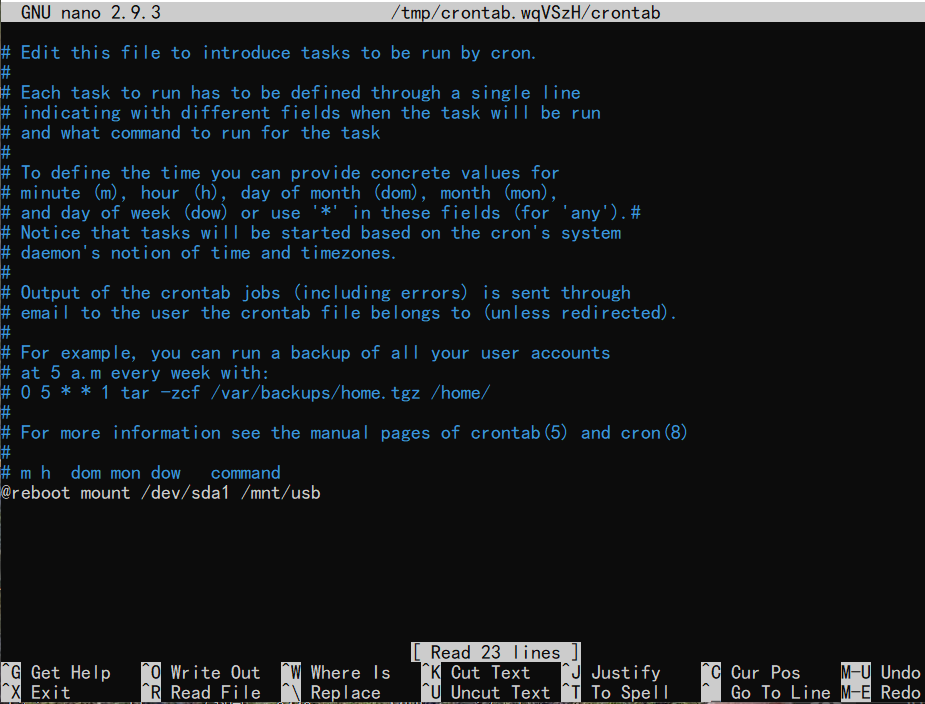 GNU nano 2.9.3 /tmp/crontab.wqVSzH/crontab
# Edit this file to introduce tasks to be run by cron.
#
# Each task to run has to be defined through a single line
# indicating with different fields when the task will be run
# and what command to run for the task
#
# To define the time you can provide concrete values for
# minute (m), hour (h), day of month (dom), month (mon),
# and day of week (dow) or use '*' in these fields (for 'any').#
# Notice that tasks will be started based on the cron's system
# daemon's notion of time and timezones.
#
# Output of the crontab jobs (including errors) is sent through
# email to the user the crontab file belongs to (unless redirected).
#
# For example, you can run a backup of all your user accounts
# at 5 a.m every week with:
# 0 5 * * 1 tar -zcf /var/backups/home.tgz /home/
#
# For more information see the manual pages of crontab(5) and cron(8)
#
# m h  dom mon dow   command
@reboot mount /dev/sda1 /mnt/usb
[ Read 23 lines ]
^G Get Help ^O Write Out ^W Where Is ^K Cut Text ^J Justify ^C Cur Pos M-U Undo
^X Exit ^R Read File ^\ Replace ^U Uncut Text ^T To Spell ^_ Go To Line M-E Redo